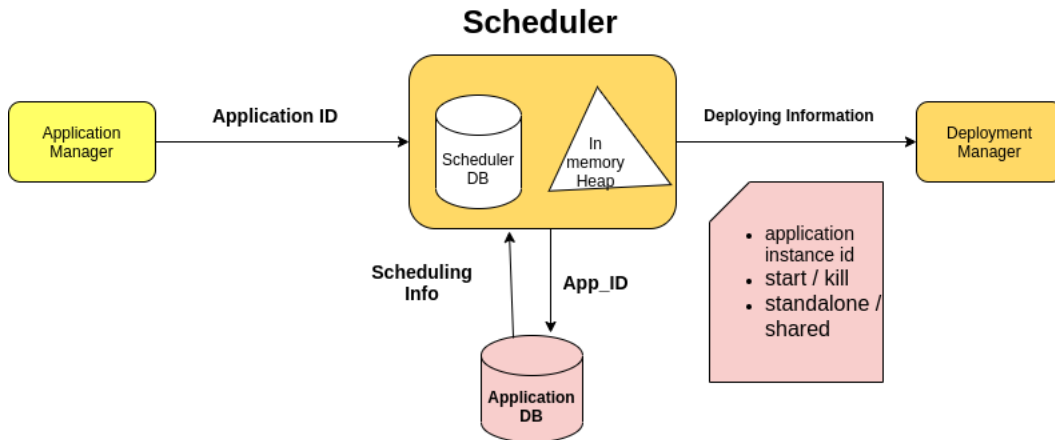 Scheduler
Application
Manager
Application ID
Scheduler
DB
In
memory
Heap
Deploying Information
Deployment
Manager
Scheduling
Info
App_ID
Application
DB
• application
instance id
• start / kill
• standalone /
shared